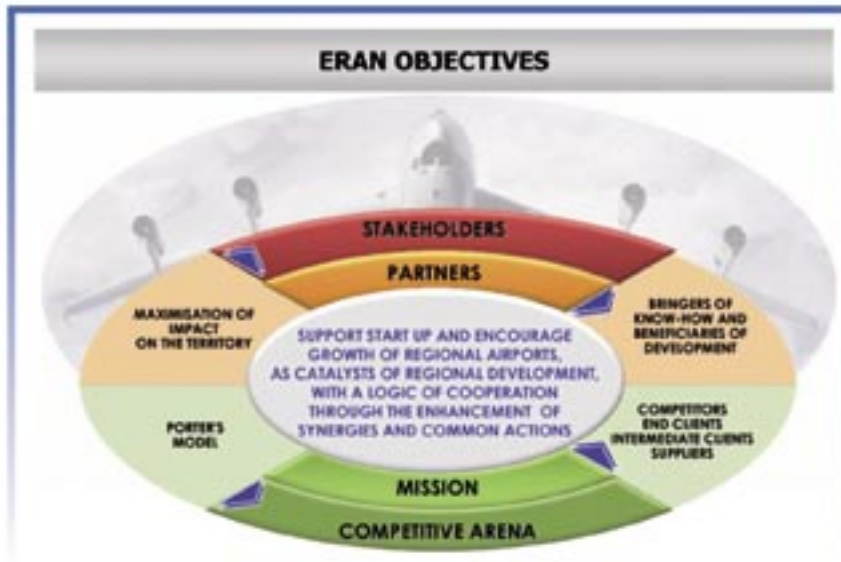 ERAN OBJECTIVES
STAKEHOLDERS
PARTNERS
MAXIMISATION OF
IMPACT
ON THE TERRITORY
BRINGERS OF
KNOW-HOW AND
BENEFICIARIES OF
DEVELOPMENT
SUPPORT START UP AND ENCOURAGE
GROWTH OF REGIONAL AIRPORTS,
AS CATALYSTS OF REGIONAL DEVELOPMENT,
WITH A LOGIC OF COOPERATION
THROUGH THE ENHANCEMENT OF
SYNERGIES AND COMMON ACTIONS
PORTER'S
MODEL
COMPETITORS
END CLIENTS
INTERMEDIATE CLIENTS
SUPPLIERS
MISSION
COMPETITIVE ARENA